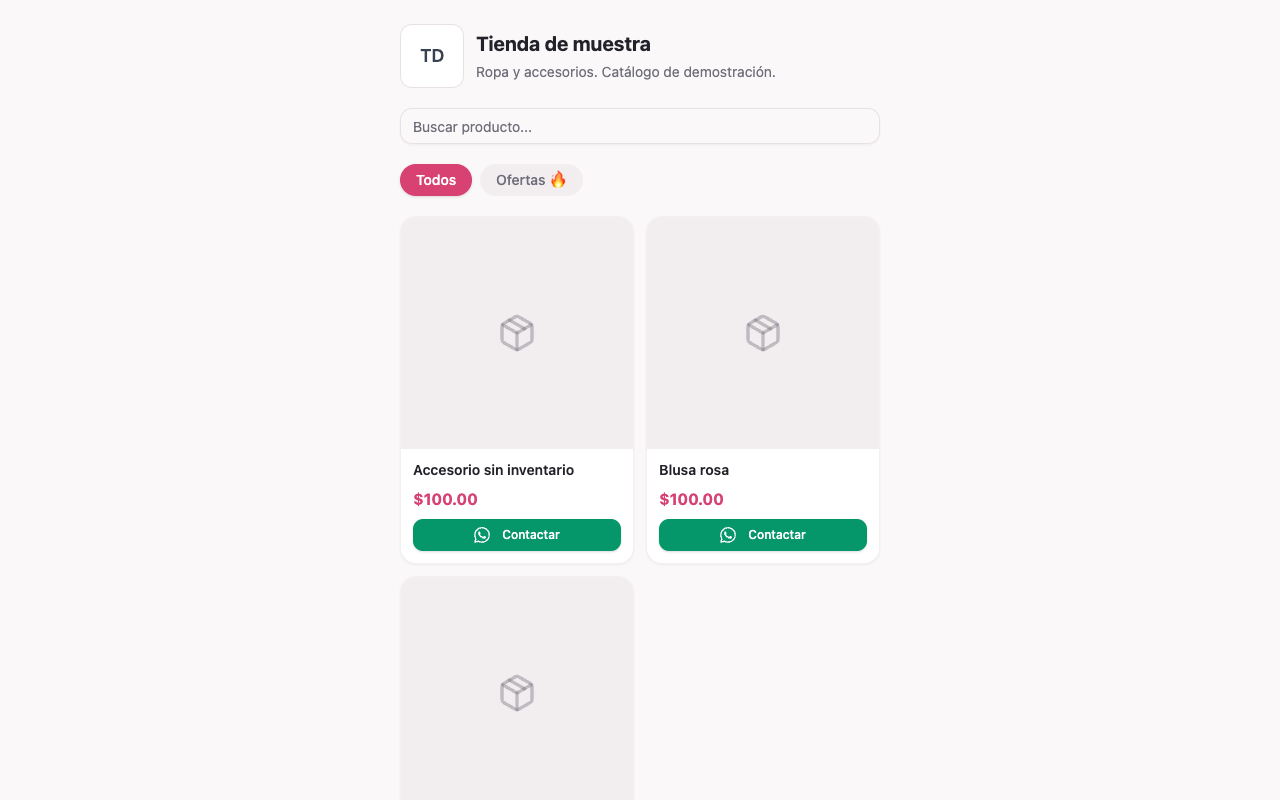 TD
Tienda de muestra
Ropa y accesorios. Catálogo de demostración.
Buscar producto...
Todos
Ofertas 🔥
Accesorio sin inventario
$100.00
Contactar
Blusa rosa
$100.00
Contactar